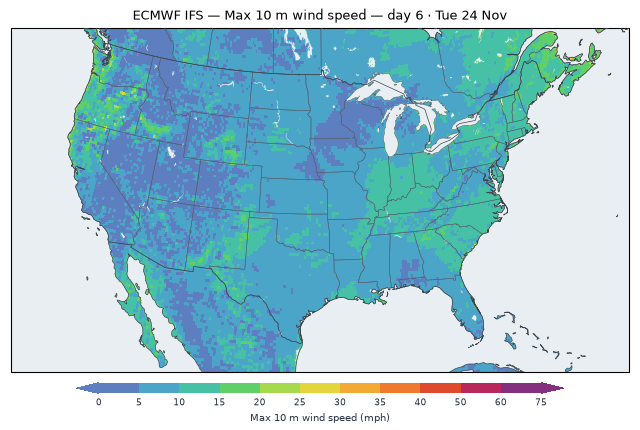 ECMWF IFS — Max 10 m wind speed — day 6 · Tue 24 Nov
0 5 10 15 20 25 30 35 40 50 60 75
Max 10 m wind speed (mph)